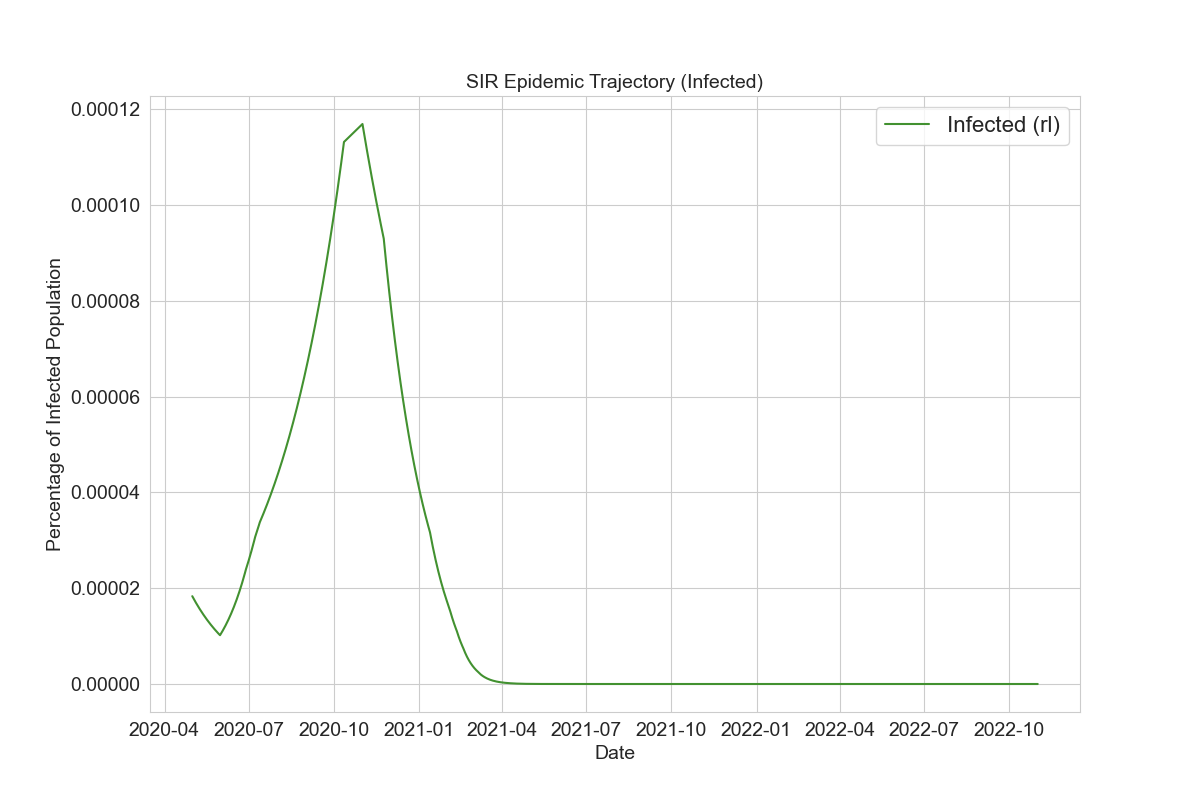 SIR Epidemic Trajectory (Infected)
Infected (rl)
Percentage of Infected Population
0.00012
0.00010
0.00008
0.00006
0.00004
0.00002
0.00000
2020-04 2020-07 2020-10 2021-01 2021-04 2021-07 2021-10 2022-01 2022-04 2022-07 2022-10
Date